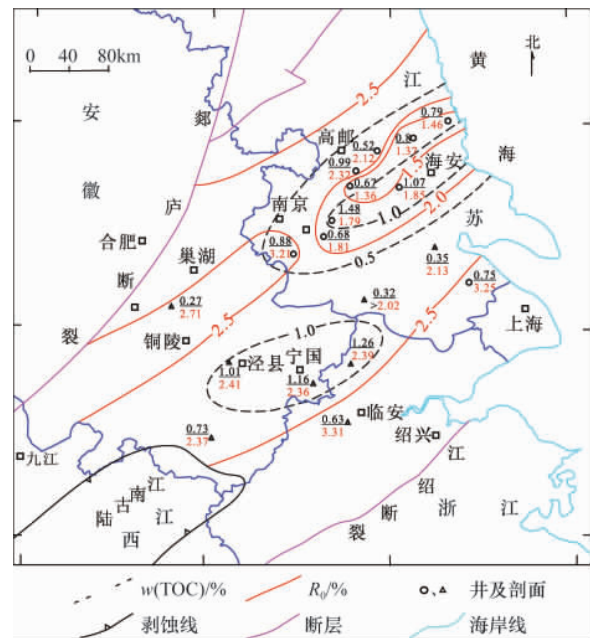 0 40 80km
北
黄
海
江
苏
安
徽
郯
庐
断
裂
高邮
海安
南京
合肥
巢湖
铜陵
泾县
宁国
上海
临安
绍兴
九江
江
南
古
陆
江
西
江
绍
断
裂
浙
江
2.5
2.5
2.5
2.0
1.5
1.0
0.5
1.0
0.79
1.46
0.8
1.32
0.52
2.12
0.99
2.32
0.67
1.36
1.07
1.85
1.48
1.79
0.68
1.81
0.88
3.21
0.35
2.13
0.75
3.25
0.32
>2.02
0.27
2.71
1.01
2.41
1.16
2.36
1.26
2.39
0.73
2.37
0.63
3.31
w(TOC)/%
R₀/%
井及剖面
剥蚀线
断层
海岸线